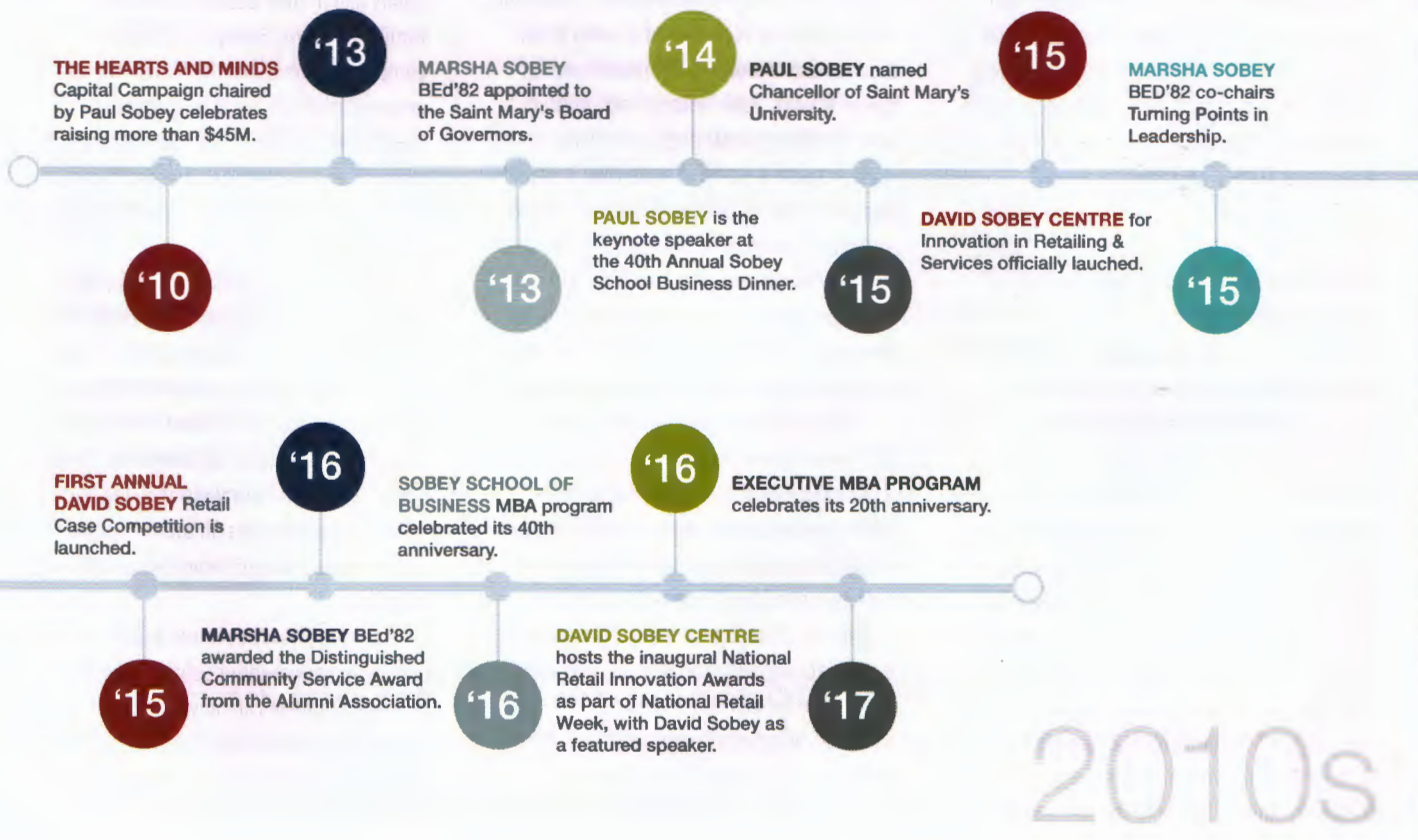 ‘10
THE HEARTS AND MINDS
Capital Campaign chaired
by Paul Sobey celebrates
raising more than $45M.
‘13
‘13
MARSHA SOBEY
BEd’82 appointed to
the Saint Mary’s Board
of Governors.
‘14
PAUL SOBEY is the
keynote speaker at
the 40th Annual Sobey
School Business Dinner.
‘15
PAUL SOBEY named
Chancellor of Saint Mary’s
University.
‘15
DAVID SOBEY CENTRE for
Innovation in Retailing &
Services officially lauched.
‘15
MARSHA SOBEY
BED’82 co-chairs
Turning Points in
Leadership.
‘15
FIRST ANNUAL
DAVID SOBEY Retail
Case Competition is
launched.
‘16
MARSHA SOBEY BEd’82
awarded the Distinguished
Community Service Award
from the Alumni Association.
‘16
SOBEY SCHOOL OF
BUSINESS MBA program
celebrated its 40th
anniversary.
‘16
DAVID SOBEY CENTRE
hosts the inaugural National
Retail Innovation Awards
as part of National Retail
Week, with David Sobey as
a featured speaker.
‘17
EXECUTIVE MBA PROGRAM
celebrates its 20th anniversary.
2010s